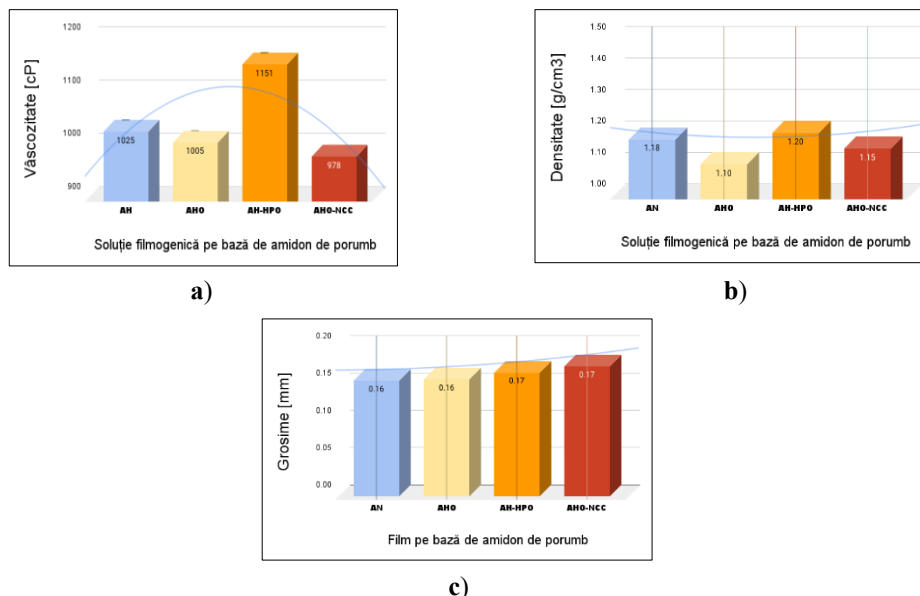 1200
1100
1000
900
Vâscozitate [cP]
1025
1005
1151
978
AH
AHO
AH-HPO
AHO-NCC
Soluție filmogenică pe bază de amidon de porumb
a)
1.50
1.40
1.30
1.20
1.10
1.00
Densitate [g/cm3]
1.18
1.10
1.20
1.15
AN
AHO
AH-HPO
AHO-NCC
Soluție filmogenică pe bază de amidon de porumb
b)
0.20
0.15
0.10
0.05
0.00
Grosime [mm]
0.16
0.16
0.17
0.17
AN
AHO
AH-HPO
AHO-NCC
Film pe bază de amidon de porumb
c)